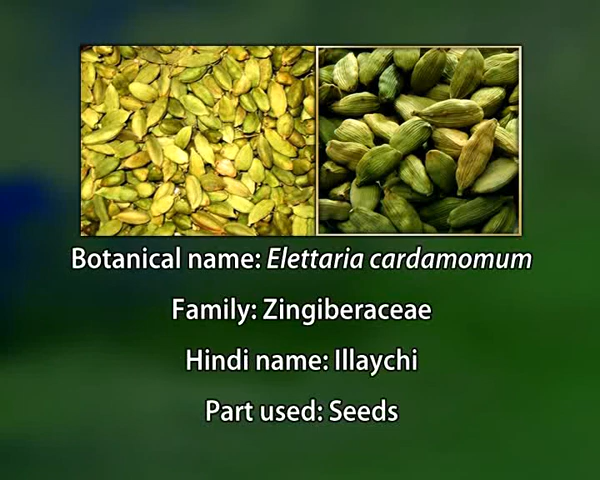 Botanical name: Elettaria cardamomum
Family: Zingiberaceae
Hindi name: Illaychi
Part used: Seeds